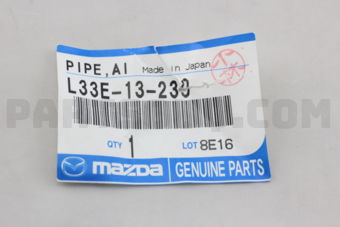 PIPE, AI Made in Japan
L33E-13-230
QTY 1 LOT 8E16
mazda GENUINE PARTS